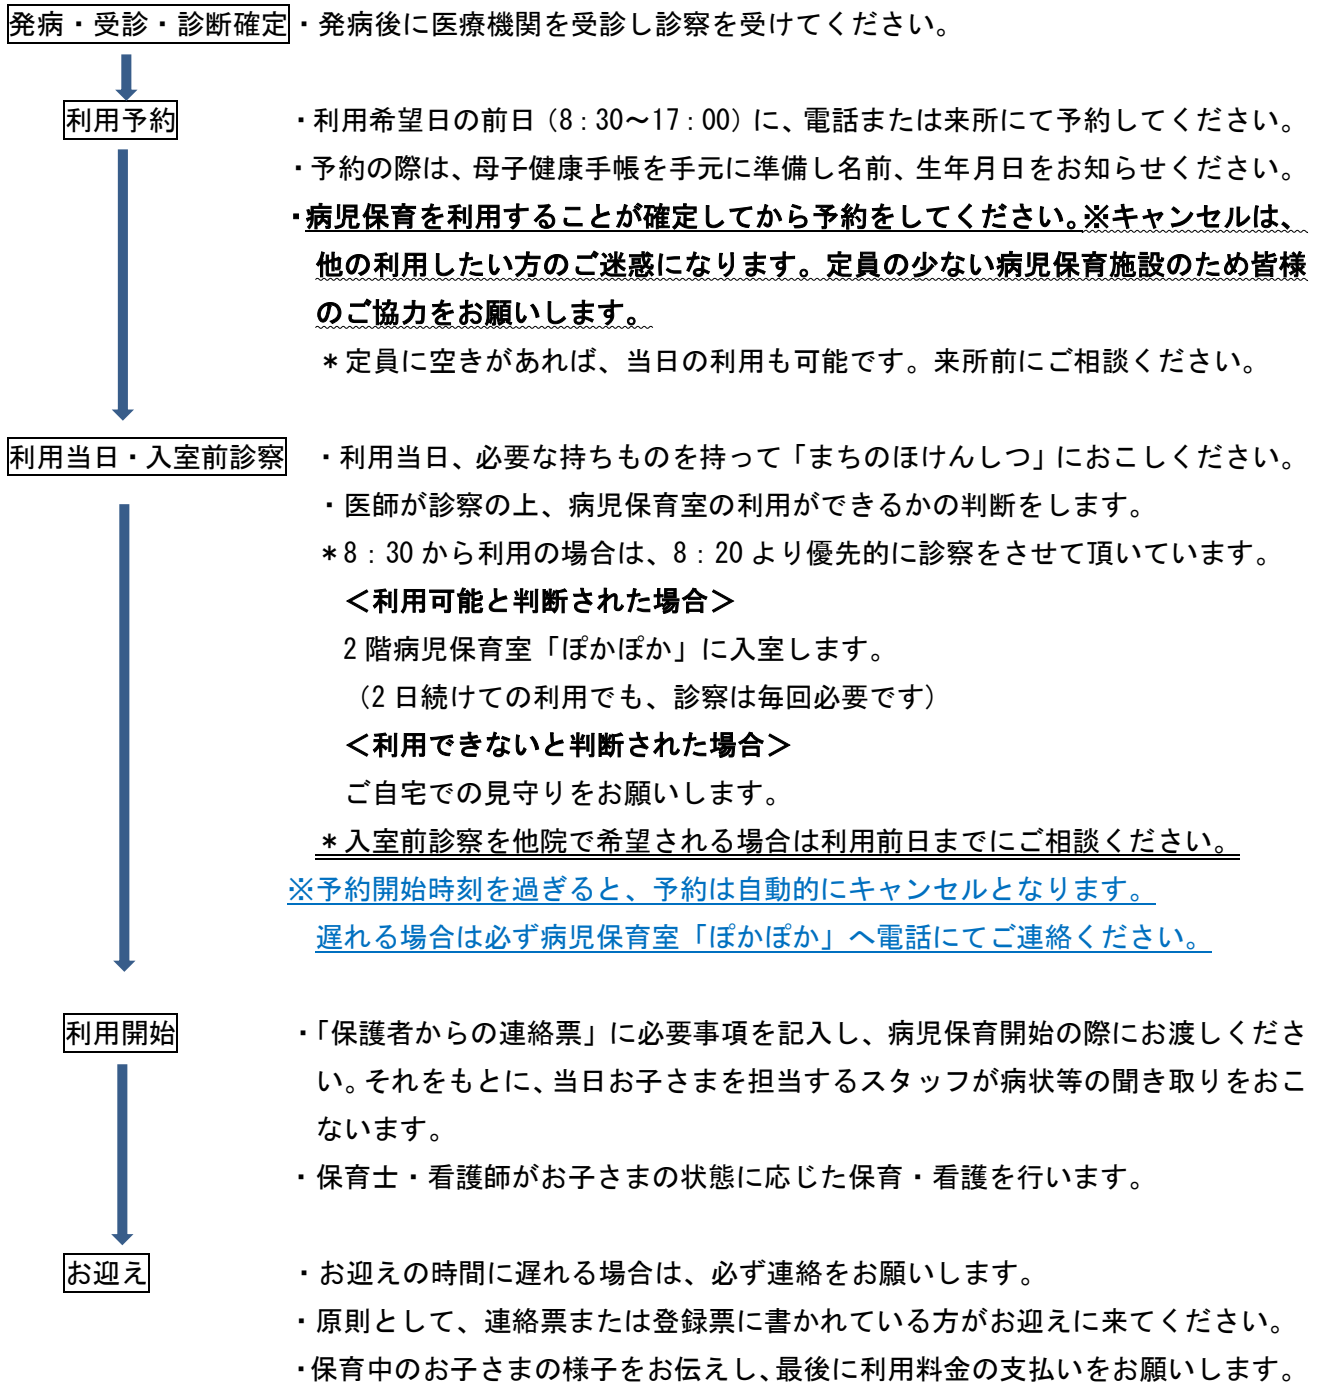 発病・受診・診断確定・発病後に医療機関を受診し診察を受けてください。
利用予約 ・利用希望日の前日（8：30～17：00）に、電話または来所にて予約してください。
・予約の際は、母子健康手帳を手元に準備し名前、生年月日をお知らせください。
・病児保育を利用することが確定してから予約をしてください。※キャンセルは、
他の利用したい方のご迷惑になります。定員の少ない病児保育施設のため皆様
のご協力をお願いします。
＊定員に空きがあれば、当日の利用も可能です。来所前にご相談ください。
利用当日・入室前診察 ・利用当日、必要な持ちものを持って「まちのほけんしつ」におこしください。
・医師が診察の上、病児保育室の利用ができるかの判断をします。
＊8：30 から利用の場合は、8：20 より優先的に診察をさせて頂いています。
＜利用可能と判断された場合＞
2 階病児保育室「ぽかぽか」に入室します。
（2 日続けての利用でも、診察は毎回必要です）
＜利用できないと判断された場合＞
ご自宅での見守りをお願いします。
＊入室前診察を他院で希望される場合は利用前日までにご相談ください。
※予約開始時刻を過ぎると、予約は自動的にキャンセルとなります。
遅れる場合は必ず病児保育室「ぽかぽか」へ電話にてご連絡ください。
利用開始 ・「保護者からの連絡票」に必要事項を記入し、病児保育開始の際にお渡しくださ
い。それをもとに、当日お子さまを担当するスタッフが病状等の聞き取りをおこ
ないます。
・保育士・看護師がお子さまの状態に応じた保育・看護を行います。
お迎え ・お迎えの時間に遅れる場合は、必ず連絡をお願いします。
・原則として、連絡票または登録票に書かれている方がお迎えに来てください。
・保育中のお子さまの様子をお伝えし、最後に利用料金の支払いをお願いします。